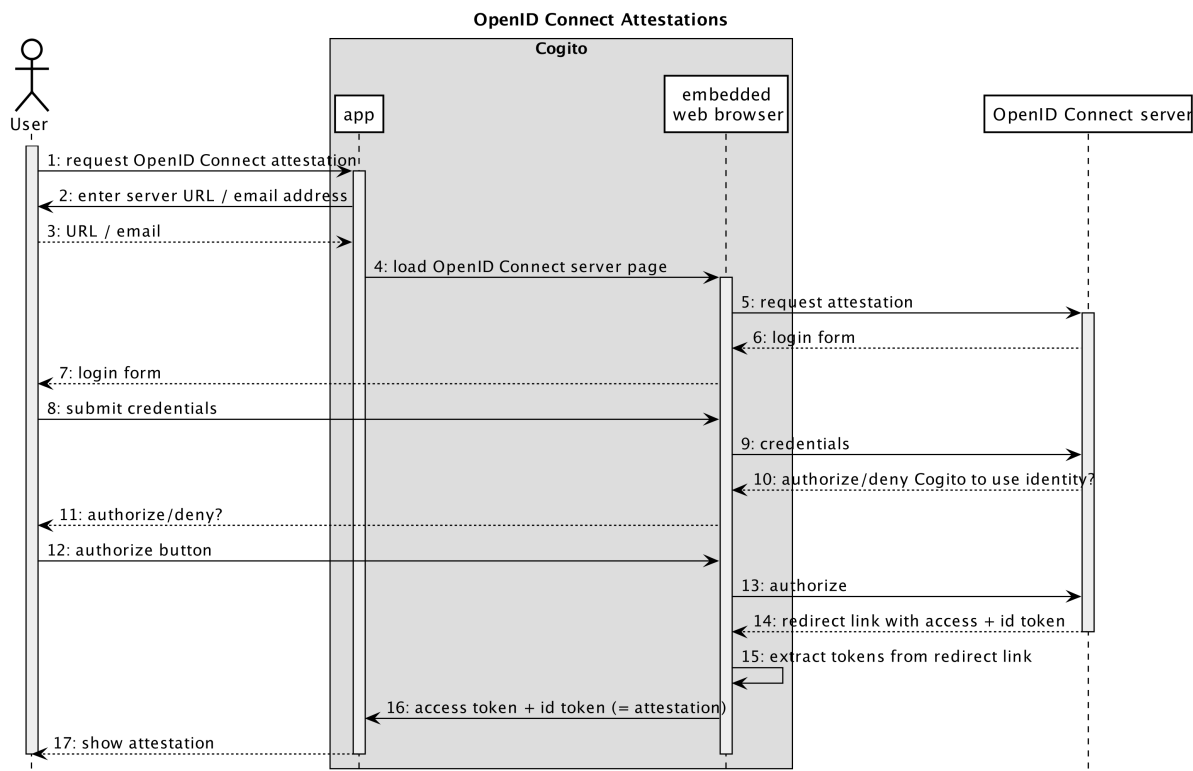 OpenID Connect Attestations
Cogito
User
app
embedded
web browser
OpenID Connect server
1: request OpenID Connect attestation
2: enter server URL / email address
3: URL / email
4: load OpenID Connect server page
5: request attestation
6: login form
7: login form
8: submit credentials
9: credentials
10: authorize/deny Cogito to use identity?
11: authorize/deny?
12: authorize button
13: authorize
14: redirect link with access + id token
15: extract tokens from redirect link
16: access token + id token (= attestation)
17: show attestation